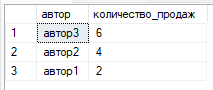 автор количество_продаж
1 автор3 6
2 автор2 4
3 автор1 2